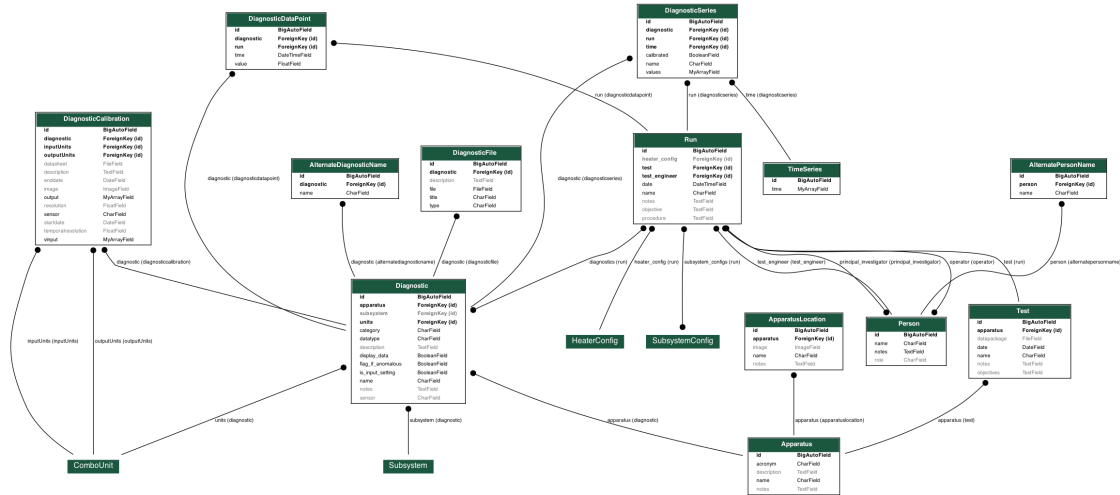 DiagnosticDataPoint
id BigAutoField
diagnostic ForeignKey (id)
run ForeignKey (id)
time DateTimeField
value FloatField
DiagnosticSeries
id BigAutoField
diagnostic ForeignKey (id)
run ForeignKey (id)
time ForeignKey (id)
calibrated BooleanField
name CharField
values MyArrayField
run (diagnosticdatapoint)
run (diagnosticseries)
time (diagnosticseries)
DiagnosticCalibration
id BigAutoField
diagnostic ForeignKey (id)
inputUnits ForeignKey (id)
outputUnits ForeignKey (id)
datasheet FileField
description TextField
enddate DateField
image ImageField
output MyArrayField
resolution FloatField
sensor CharField
startdate DateField
temporalresolution FloatField
vinput MyArrayField
AlternateDiagnosticName
id BigAutoField
diagnostic ForeignKey (id)
name CharField
DiagnosticFile
id BigAutoField
diagnostic ForeignKey (id)
description TextField
file FileField
title CharField
type CharField
Run
id BigAutoField
heater_config ForeignKey (id)
test ForeignKey (id)
test_engineer ForeignKey (id)
date DateTimeField
name CharField
notes TextField
objective TextField
procedure TextField
TimeSeries
id BigAutoField
time MyArrayField
AlternatePersonName
id BigAutoField
person ForeignKey (id)
name CharField
diagnostic (diagnosticdatapoint)
diagnostic (diagnosticseries)
diagnostic (diagnosticcalibration)
diagnostic (alternatediagnosticname)
diagnostic (diagnosticfile)
diagnostics (run)
heater_config (run)
subsystem_configs (run)
test_engineer (test_engineer)
principal_investigator (principal_investigator)
operator (operator)
test (run)
person (alternatepersonname)
Diagnostic
id BigAutoField
apparatus ForeignKey (id)
subsystem ForeignKey (id)
units ForeignKey (id)
category CharField
datatype CharField
description TextField
display_data BooleanField
flag_if_anomalous BooleanField
is_input_setting BooleanField
name CharField
notes TextField
sensor CharField
HeaterConfig
SubsystemConfig
ApparatusLocation
id BigAutoField
apparatus ForeignKey (id)
image ImageField
name CharField
notes TextField
Person
id BigAutoField
name CharField
notes TextField
role CharField
Test
id BigAutoField
apparatus ForeignKey (id)
datapackage FileField
date DateField
name CharField
notes TextField
objectives TextField
inputUnits (inputUnits)
outputUnits (outputUnits)
units (diagnostic)
subsystem (diagnostic)
apparatus (diagnostic)
apparatus (apparatuslocation)
apparatus (test)
ComboUnit
Subsystem
Apparatus
id BigAutoField
acronym CharField
description TextField
name CharField
notes TextField